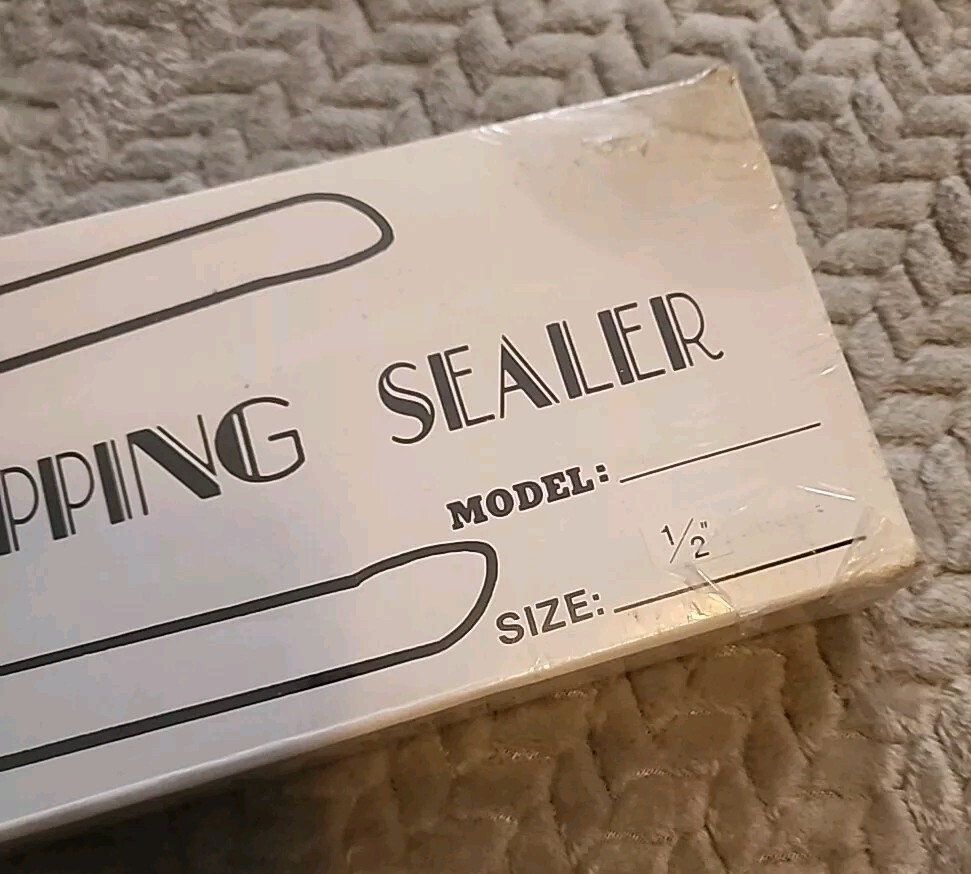 PPING SEALER
MODEL:
1/2"
SIZE: